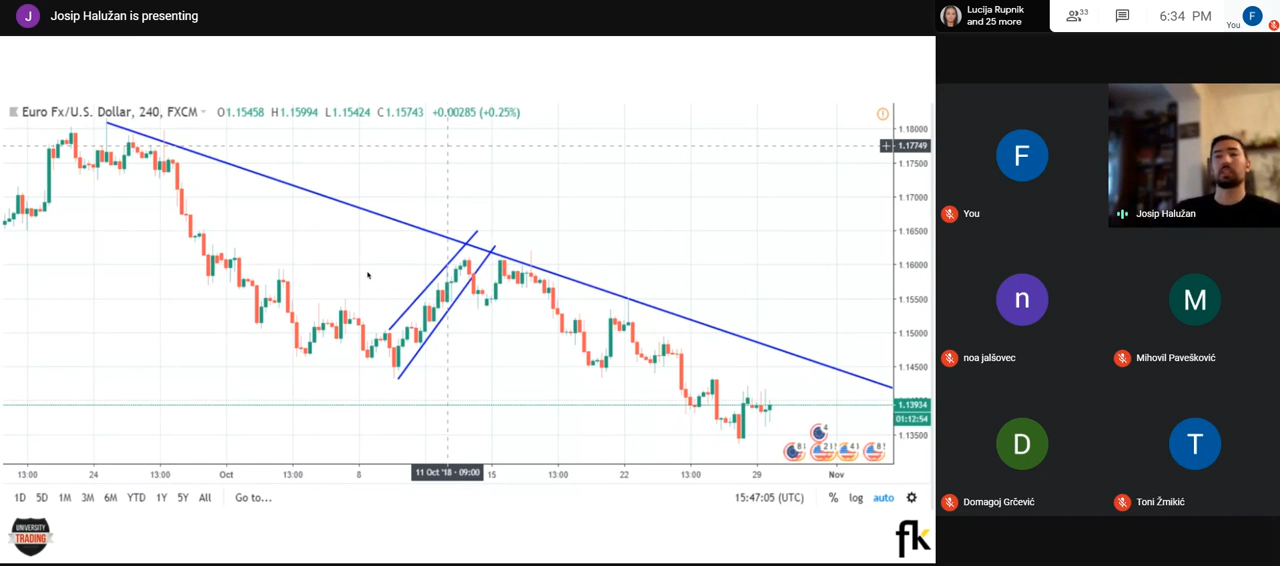 J
Josip Halužan is presenting
Lucija Rupnik
and 25 more
33
6:34 PM
You
F
Euro Fx/U.S. Dollar, 240, FXCM
O1.15458 H1.15994 L1.15424 C1.15743 +0.00285 (+0.25%)
1.18000
1.17749
1.17500
1.17000
1.16500
1.16000
1.15500
1.15000
1.14500
1.13934
01:12:54
1.13500
4
8
2
4
8
13:00
24
13:00
Oct
13:00
8
11 Oct '18 - 09:00
15
13:00
22
13:00
29
Nov
1D 5D 1M 3M 6M YTD 1Y 5Y All Go to...
15:47:05 (UTC) % log auto
UNIVERSITY
TRADING
fk
F
You
Josip Halužan
n
noa jalšovec
M
Mihovil Pavešković
D
Domagoj Grčević
T
Toni Žmikić